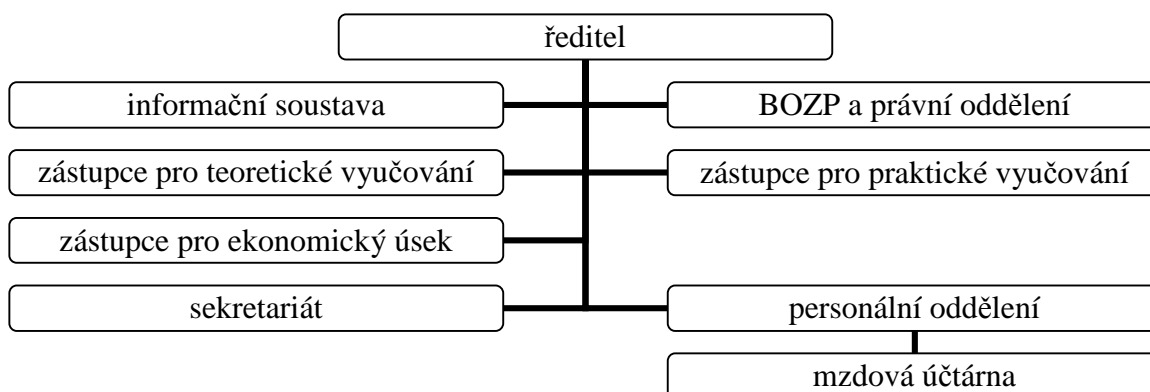 ředitel
informační soustava
BOZP a právní oddělení
zástupce pro teoretické vyučování
zástupce pro praktické vyučování
zástupce pro ekonomický úsek
sekretariát
personální oddělení
mzdová účtárna